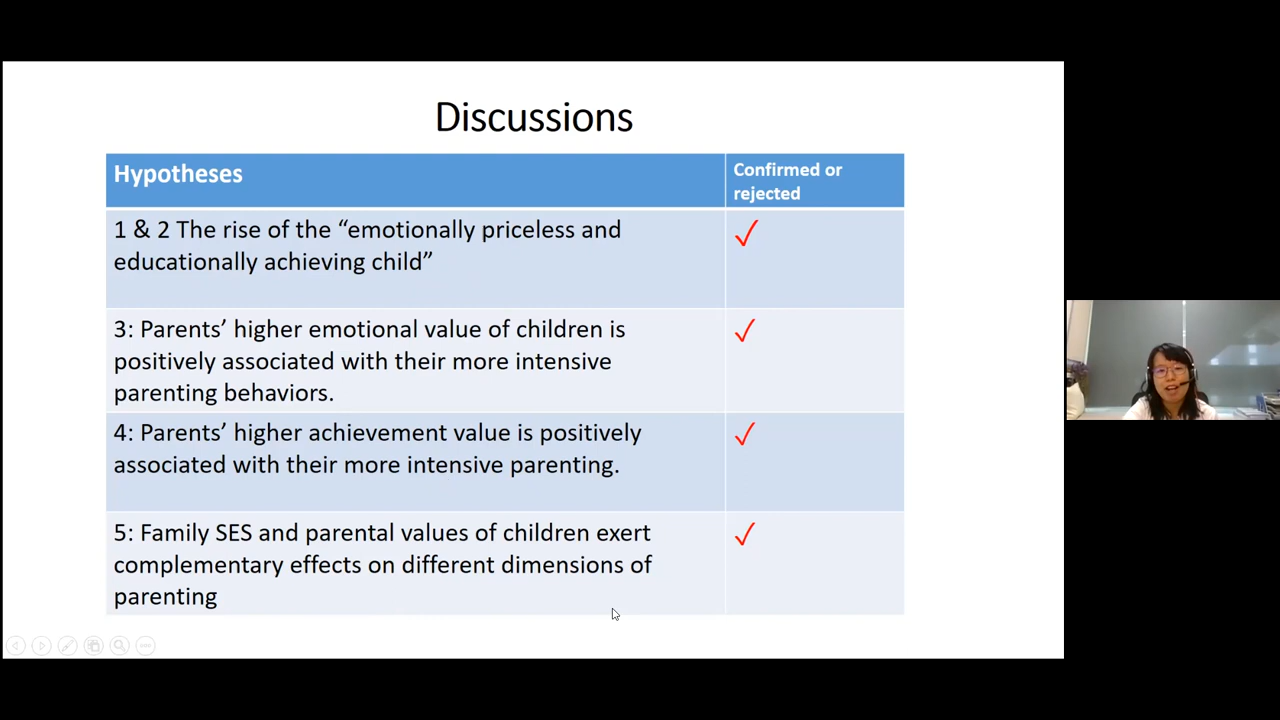 Discussions
Hypotheses
Confirmed or
rejected
1 & 2 The rise of the “emotionally priceless and
educationally achieving child”
✓
3: Parents’ higher emotional value of children is
positively associated with their more intensive
parenting behaviors.
✓
4: Parents’ higher achievement value is positively
associated with their more intensive parenting.
✓
5: Family SES and parental values of children exert
complementary effects on different dimensions of
parenting
✓